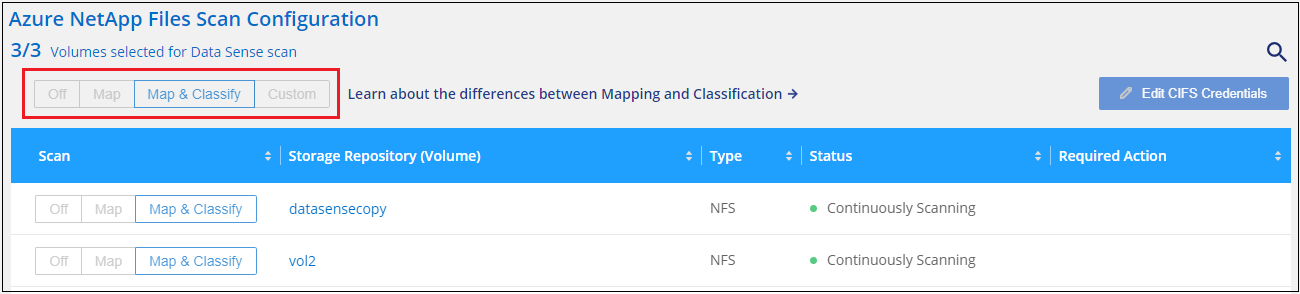 Azure NetApp Files Scan Configuration
3/3 Volumes selected for Data Sense scan
Off Map Map & Classify Custom Learn about the differences between Mapping and Classification → Edit CIFS Credentials
Scan Storage Repository (Volume) Type Status Required Action
Off Map Map & Classify datasensecopy NFS Continuously Scanning
Off Map Map & Classify vol2 NFS Continuously Scanning